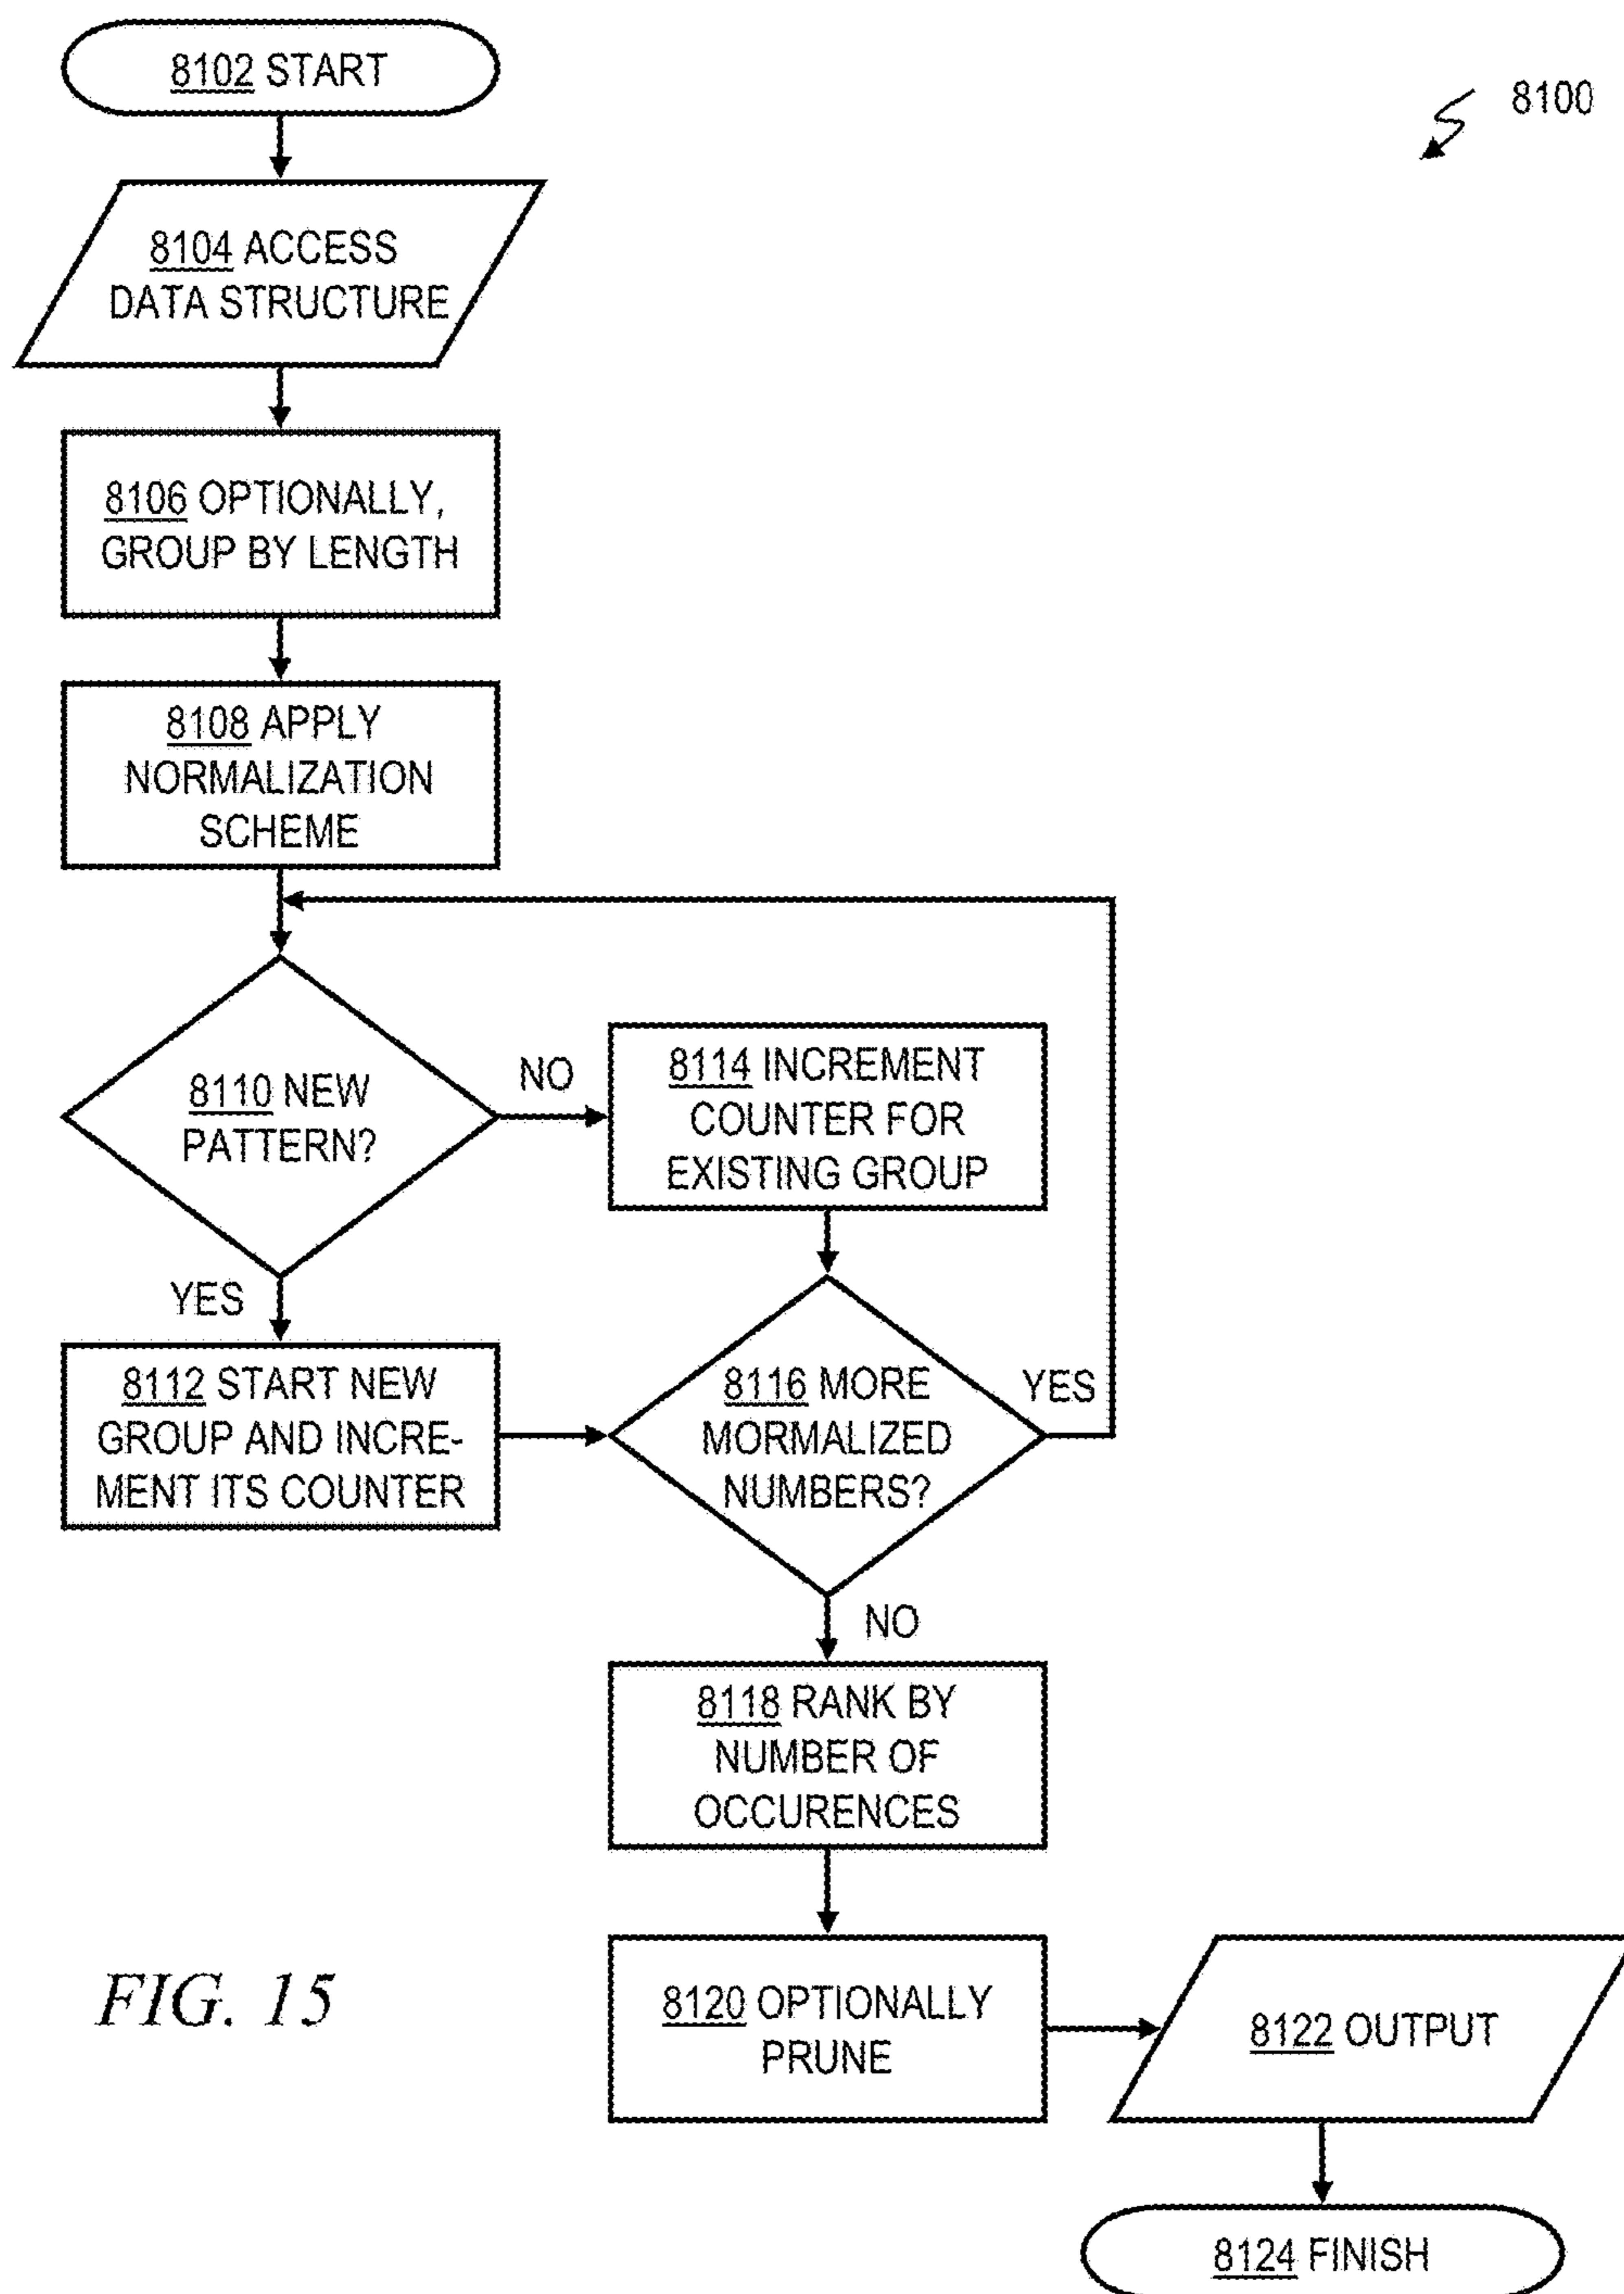 8102 START
8100
8104 ACCESS
DATA STRUCTURE
8106 OPTIONALLY,
GROUP BY LENGTH
8108 APPLY
NORMALIZATION
SCHEME
8110 NEW
PATTERN?
NO
8114 INCREMENT
COUNTER FOR
EXISTING GROUP
YES
8112 START NEW
GROUP AND INCRE-
MENT ITS COUNTER
8116 MORE
MORMALIZED
NUMBERS?
YES
NO
8118 RANK BY
NUMBER OF
OCCURENCES
8120 OPTIONALLY
PRUNE
8122 OUTPUT
8124 FINISH
FIG. 15